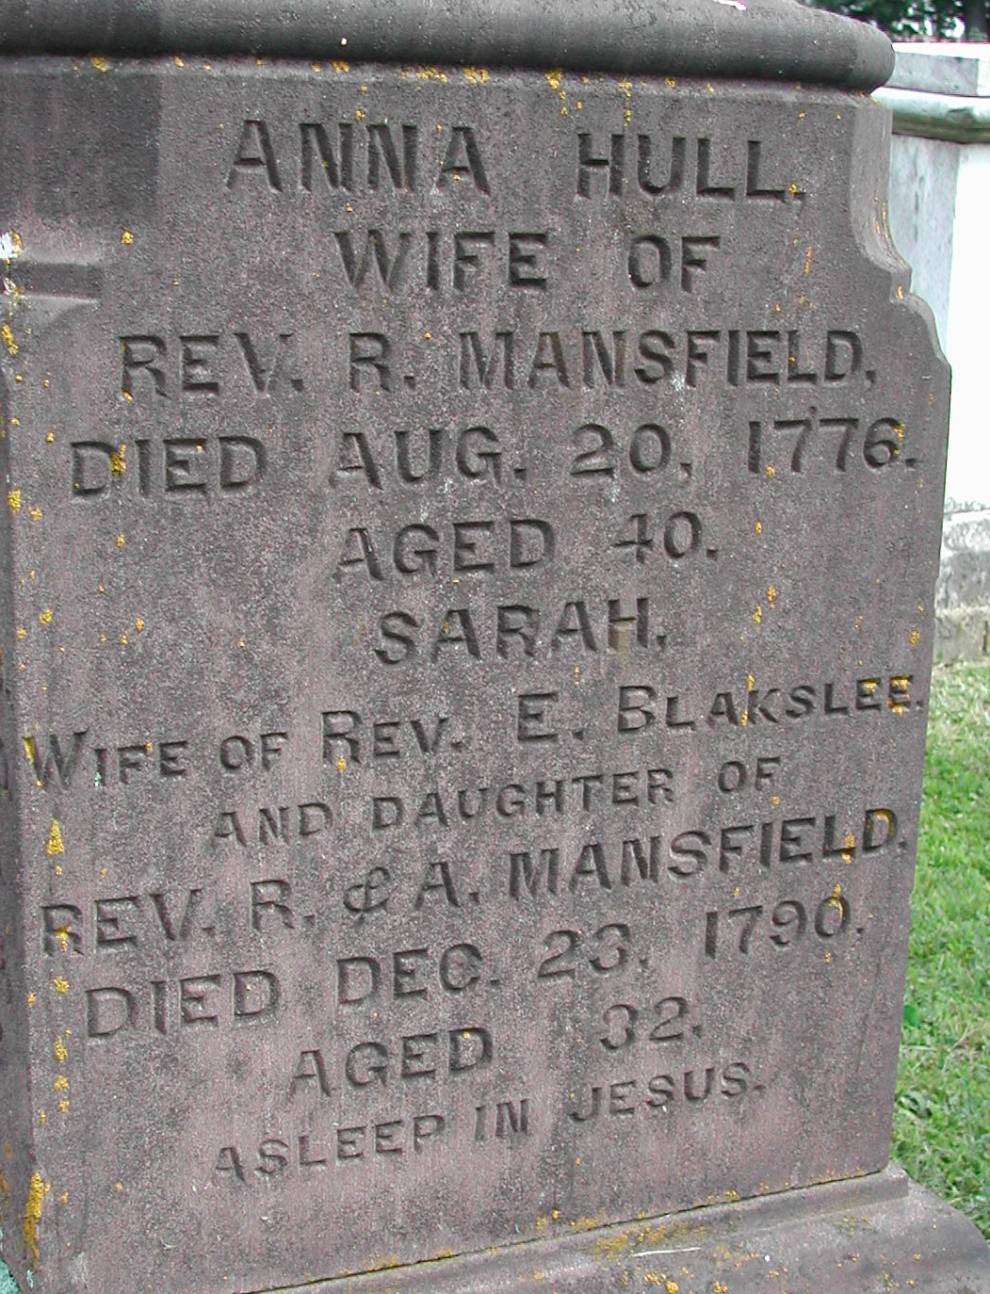 ANNA HULL.
WIFE OF
REV. R. MANSFIELD,
DIED AUG. 20, 1776.
AGED 40.
SARAH,
WIFE OF REV. E. BLAKSLEE.
AND DAUGHTER OF
REV. R. & A. MANSFIELD.
DIED DEC. 23, 1790.
AGED 32.
ASLEEP IN JESUS.